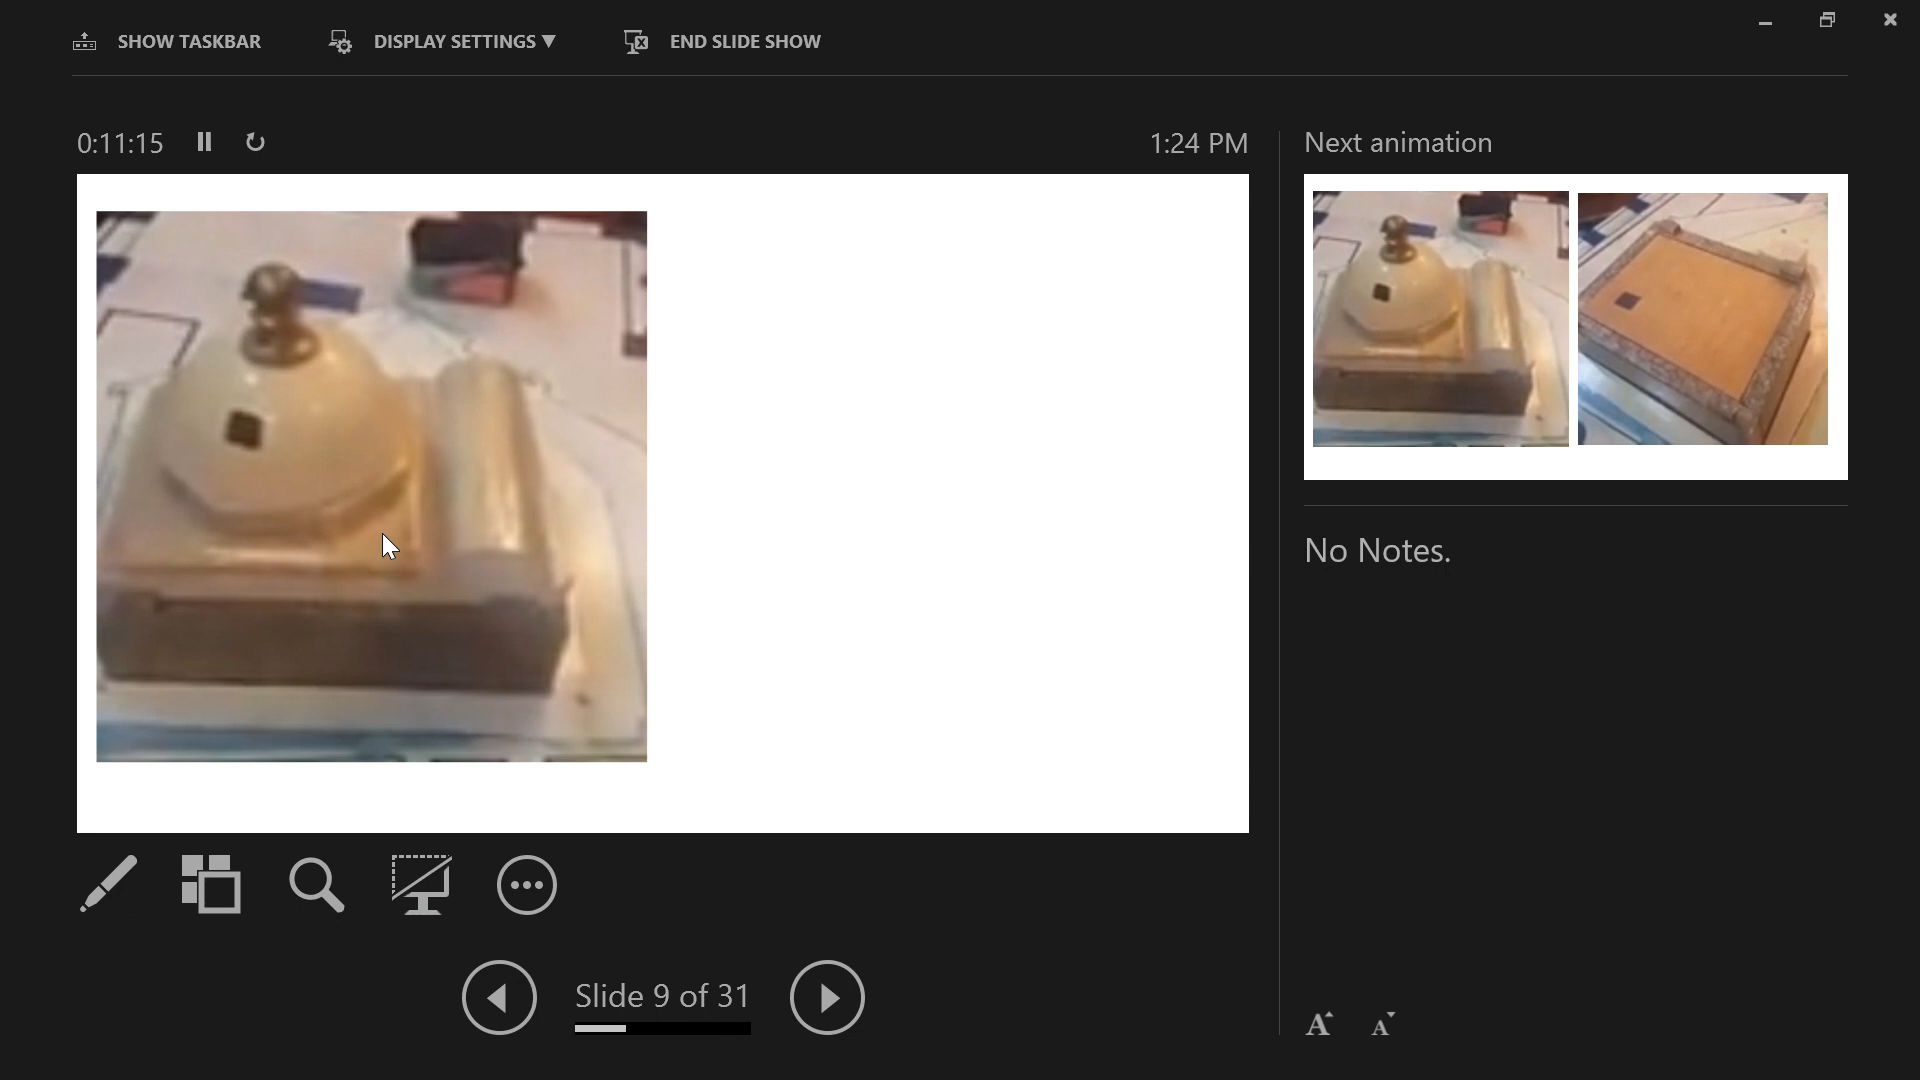 SHOW TASKBAR
DISPLAY SETTINGS ▼
END SLIDE SHOW
0:11:15
1:24 PM
Next animation
No Notes.
Slide 9 of 31
A
A